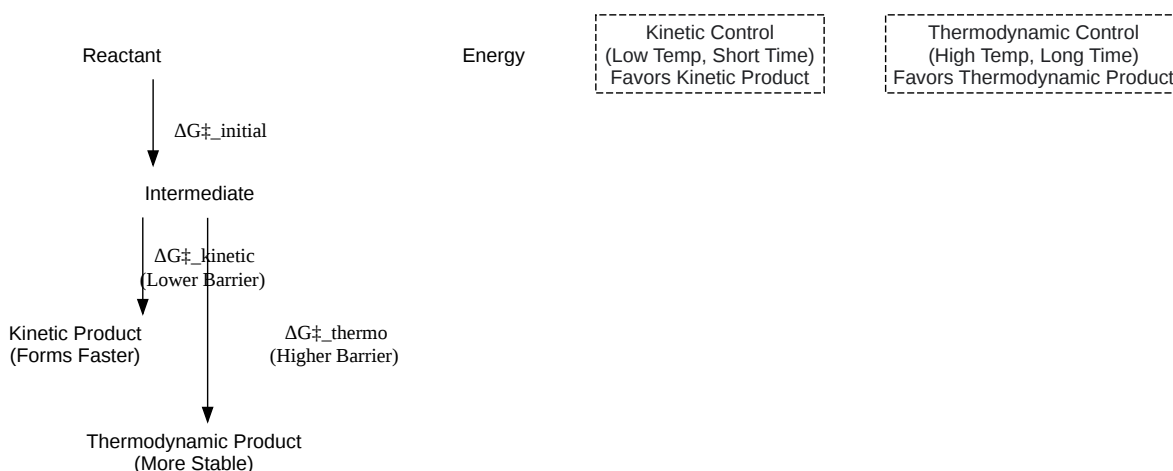 Reactant
Energy
Kinetic Control
(Low Temp, Short Time)
Favors Kinetic Product
Thermodynamic Control
(High Temp, Long Time)
Favors Thermodynamic Product
ΔG‡_initial
Intermediate
ΔG‡_kinetic
(Lower Barrier)
Kinetic Product
(Forms Faster)
ΔG‡_thermo
(Higher Barrier)
Thermodynamic Product
(More Stable)